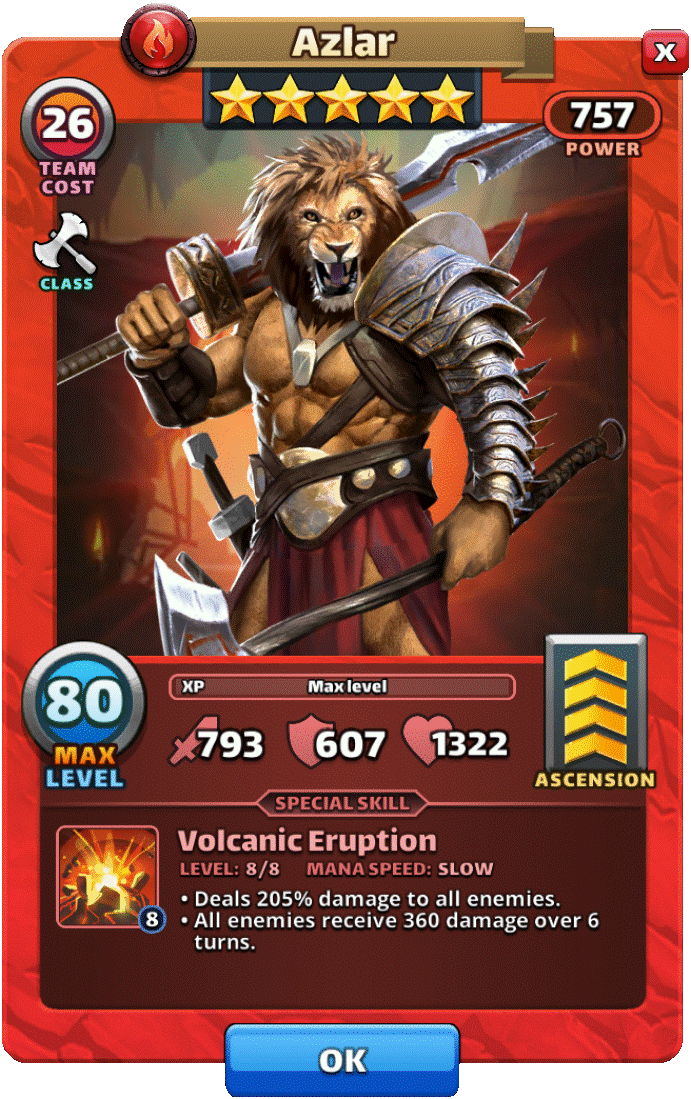 Azlar
X
26
TEAM
COST
757
POWER
CLASS
80
MAX
LEVEL
XP Max level
793 607 1322
ASCENSION
SPECIAL SKILL
Volcanic Eruption
LEVEL: 8/8 MANA SPEED: SLOW
8
• Deals 205% damage to all enemies.
• All enemies receive 360 damage over 6
turns.
OK